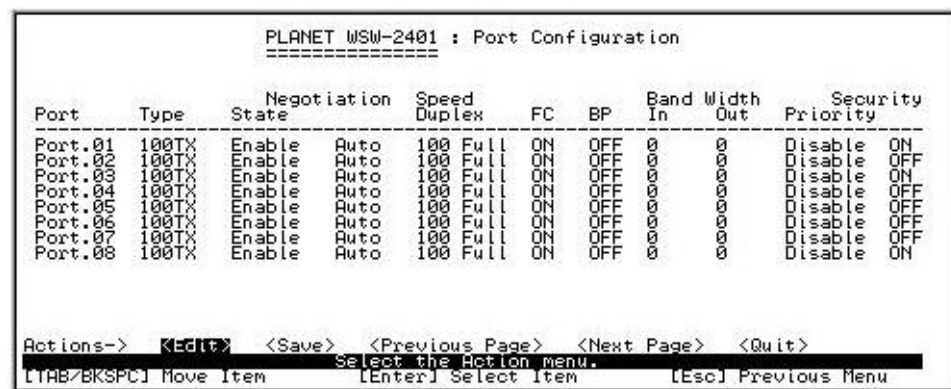 PLANET WSW-2401 : Port Configuration
================
Negotiation Speed Band Width Security
Port Type State Duplex FC BP In Out Priority
Port.01 100TX Enable Auto 100 Full ON OFF 0 0 Disable ON
Port.02 100TX Enable Auto 100 Full ON OFF 0 0 Disable OFF
Port.03 100TX Enable Auto 100 Full ON OFF 0 0 Disable ON
Port.04 100TX Enable Auto 100 Full ON OFF 0 0 Disable OFF
Port.05 100TX Enable Auto 100 Full ON OFF 0 0 Disable OFF
Port.06 100TX Enable Auto 100 Full ON OFF 0 0 Disable OFF
Port.07 100TX Enable Auto 100 Full ON OFF 0 0 Disable OFF
Port.08 100TX Enable Auto 100 Full ON OFF 0 0 Disable ON
Actions-> <Edit> <Save> <Previous Page> <Next Page> <Quit>
Select the Action menu.
[TAB/BKSPC] Move Item [Enter] Select Item [Esc] Previous Menu